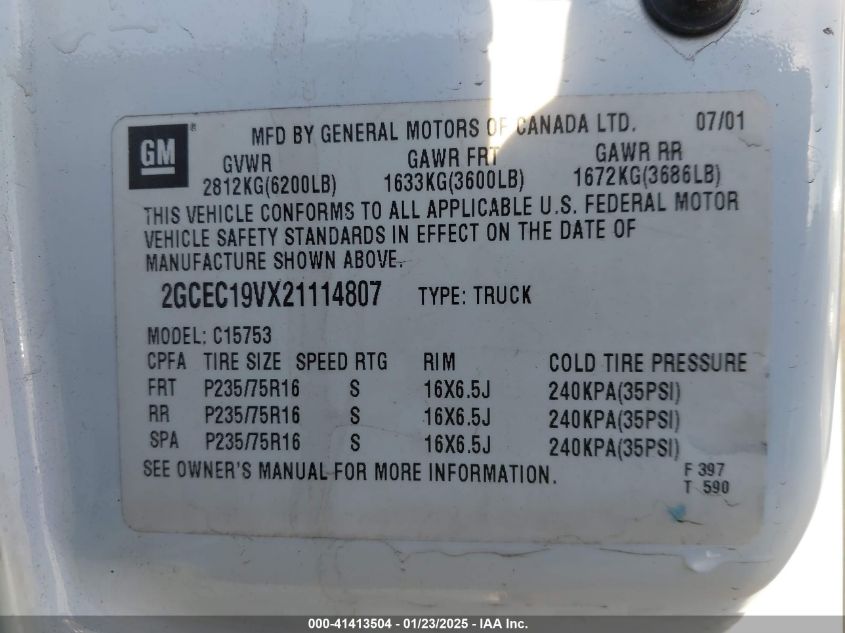 GM ® MFD BY GENERAL MOTORS OF CANADA LTD. 07/01
GVWR GAWR FRT GAWR RR
2812KG(6200LB) 1633KG(3600LB) 1672KG(3686LB)
THIS VEHICLE CONFORMS TO ALL APPLICABLE U.S. FEDERAL MOTOR
VEHICLE SAFETY STANDARDS IN EFFECT ON THE DATE OF
MANUFACTURE SHOWN ABOVE.
2GCEC19VX21114807 TYPE: TRUCK
MODEL: C15753
CPFA TIRE SIZE SPEED RTG RIM COLD TIRE PRESSURE
FRT P235/75R16 S 16X6.5J 240KPA(35PSI)
RR P235/75R16 S 16X6.5J 240KPA(35PSI)
SPA P235/75R16 S 16X6.5J 240KPA(35PSI)
SEE OWNER'S MANUAL FOR MORE INFORMATION. F 397
T 590
000-41413504 - 01/23/2025 - IAA Inc.